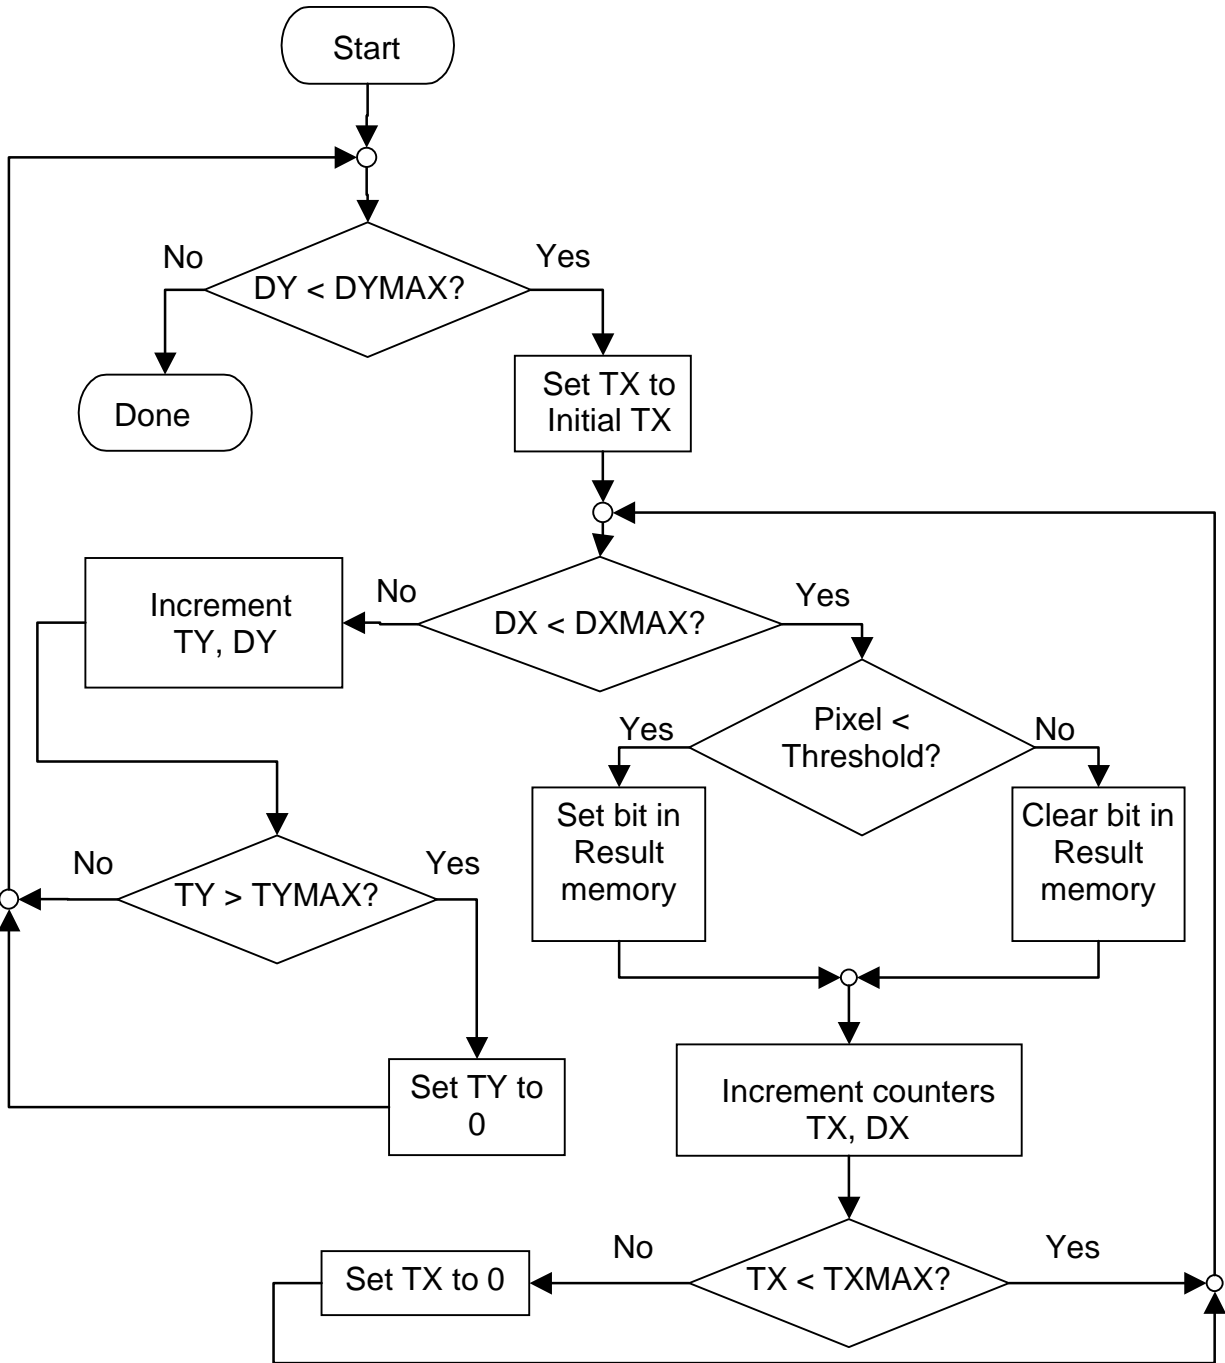 Start
No
Yes
DY < DYMAX?
Set TX to
Initial TX
Done
No
Yes
Increment
TY, DY
DX < DXMAX?
Pixel <
Threshold?
Yes
No
Set bit in
Result
memory
Clear bit in
Result
memory
No
Yes
TY > TYMAX?
Set TY to
0
Increment counters
TX, DX
No
Yes
Set TX to 0
TX < TXMAX?